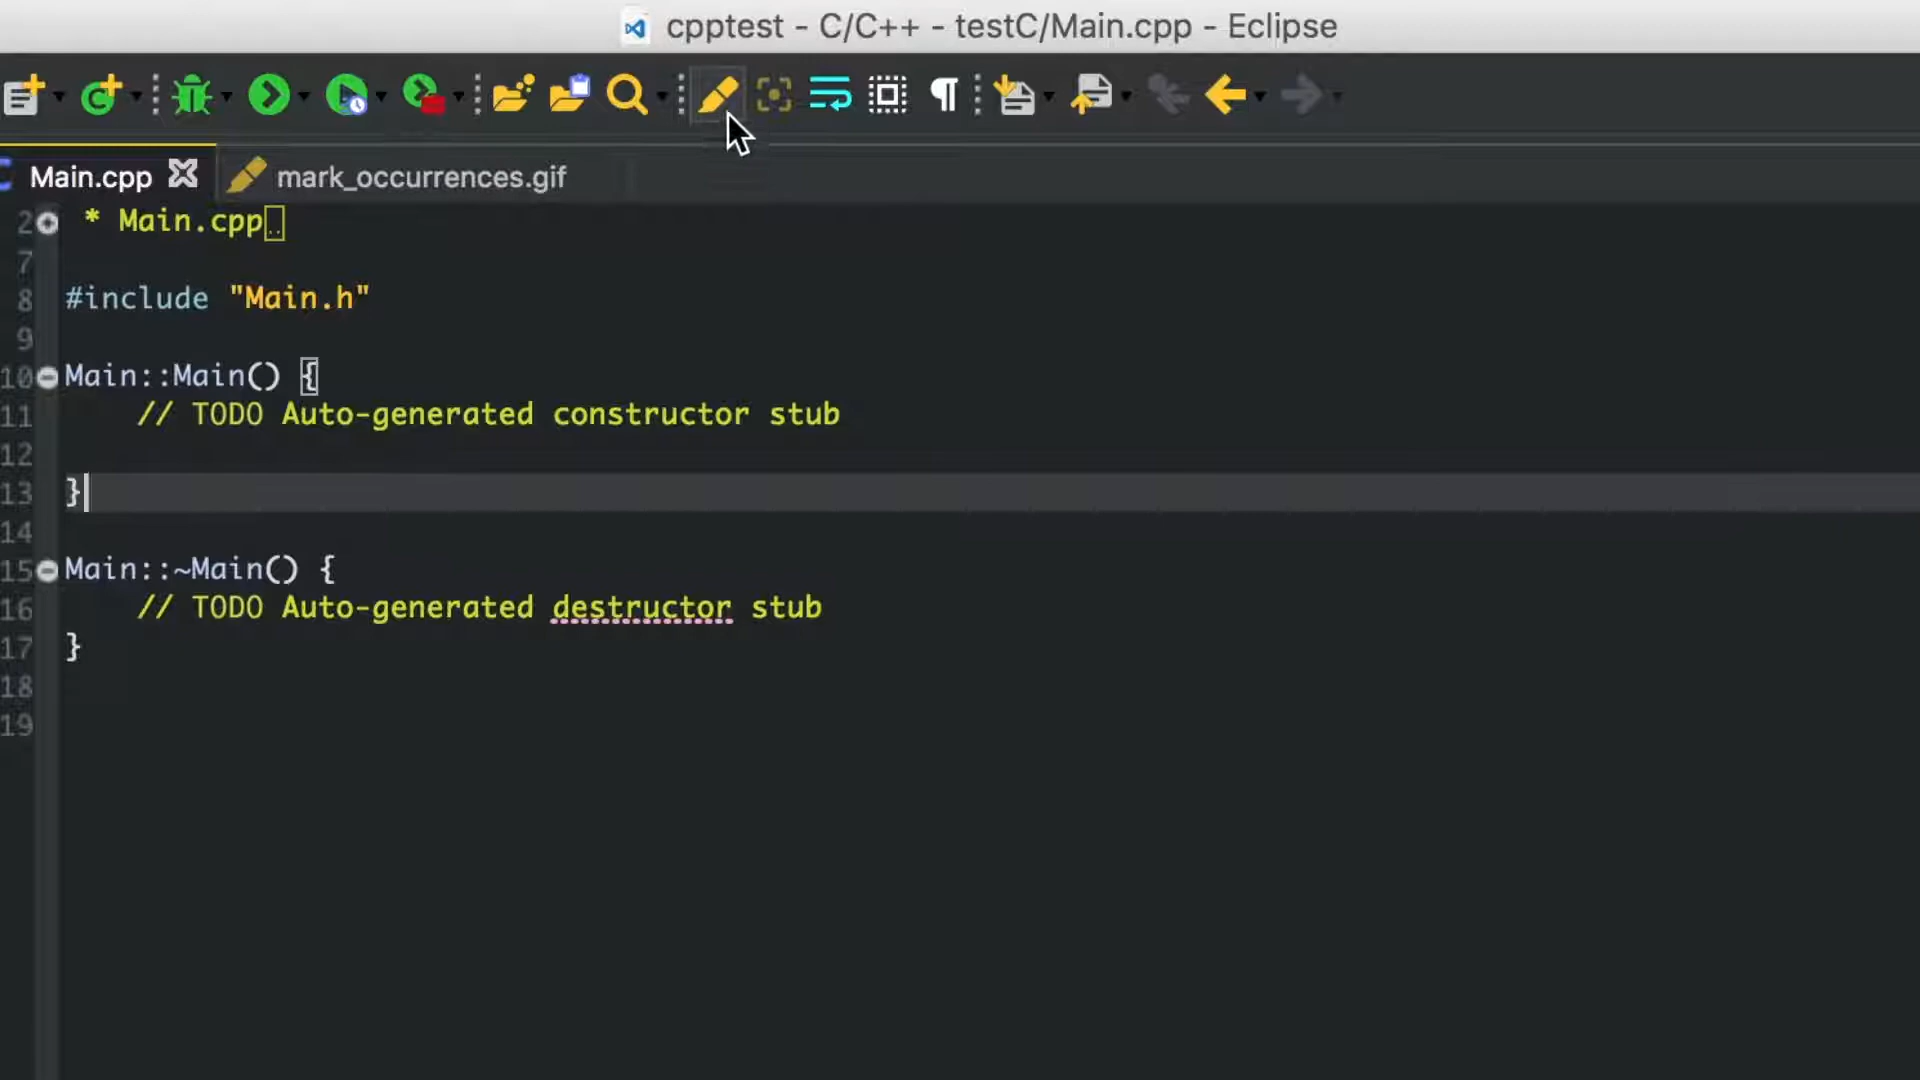 cpptest - C/C++ - testC/Main.cpp - Eclipse
Main.cpp mark_occurrences.gif
2 * Main.cpp..
7
8 #include "Main.h"
9
10 Main::Main() {
11 // TODO Auto-generated constructor stub
12
13 }
14
15 Main::~Main() {
16 // TODO Auto-generated destructor stub
17 }
18
19